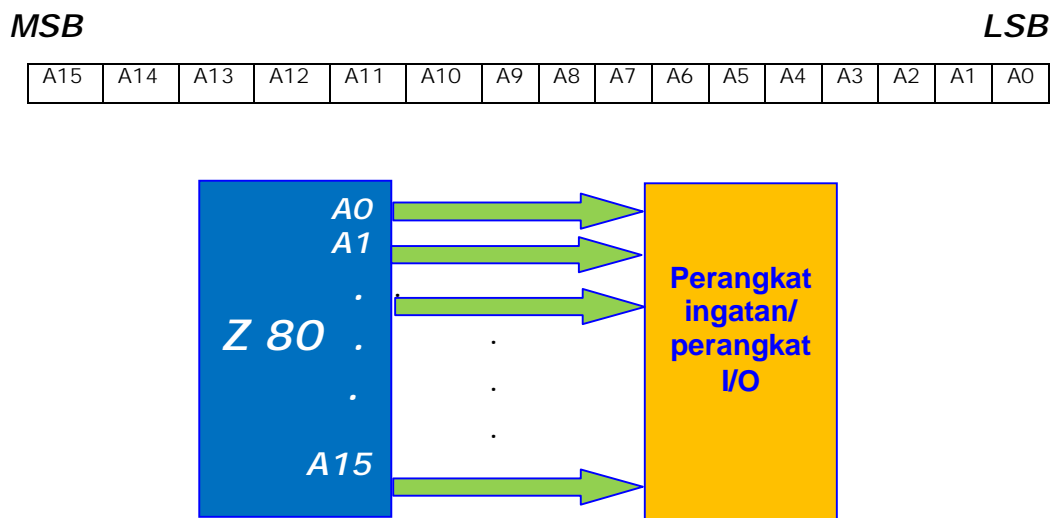 MSB LSB
A15 A14 A13 A12 A11 A10 A9 A8 A7 A6 A5 A4 A3 A2 A1 A0
A0
A1
.
Z 80 .
.
A15
.
.
.
.
Perangkat
ingatan/
perangkat
I/O